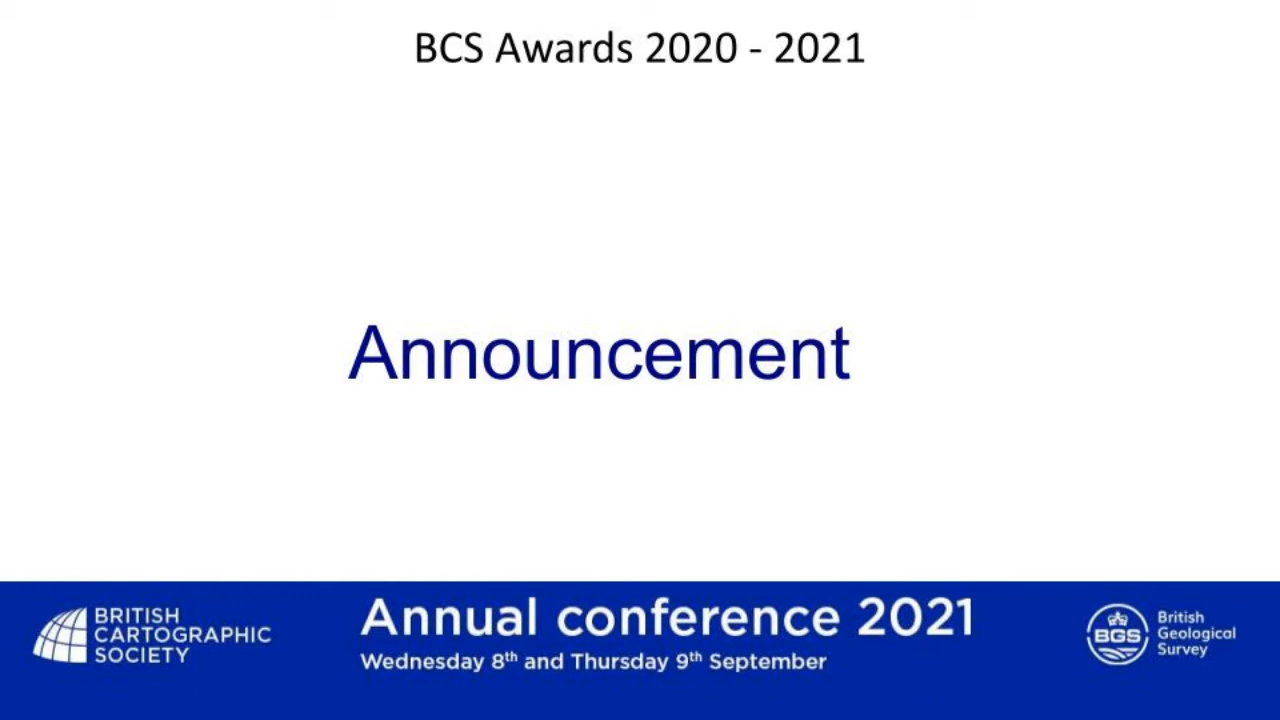 BCS Awards 2020 - 2021
Announcement
BRITISH
CARTOGRAPHIC
SOCIETY
Annual conference 2021
Wednesday 8th and Thursday 9th September
BGS
British
Geological
Survey